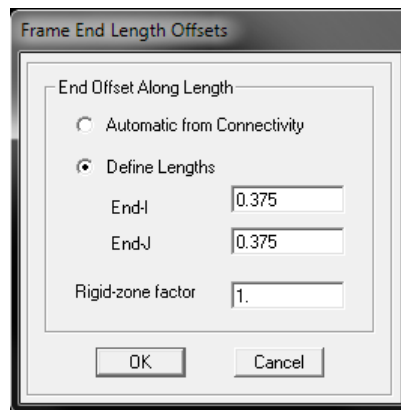 Frame End Length Offsets
End Offset Along Length
Automatic from Connectivity
Define Lengths
End-I 0.375
End-J 0.375
Rigid-zone factor 1.
OK Cancel